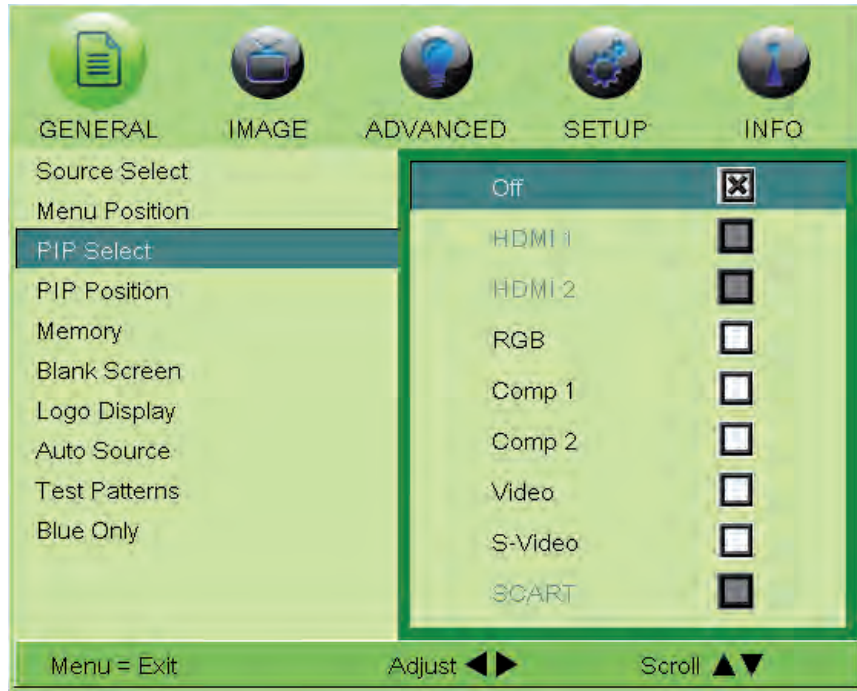 GENERAL IMAGE ADVANCED SETUP INFO
Source Select
Menu Position
PIP Select
PIP Position
Memory
Blank Screen
Logo Display
Auto Source
Test Patterns
Blue Only
Off
HDMI 1
HDMI 2
RGB
Comp 1
Comp 2
Video
S-Video
SCART
Menu = Exit Adjust ◀▶ Scroll ▲▼